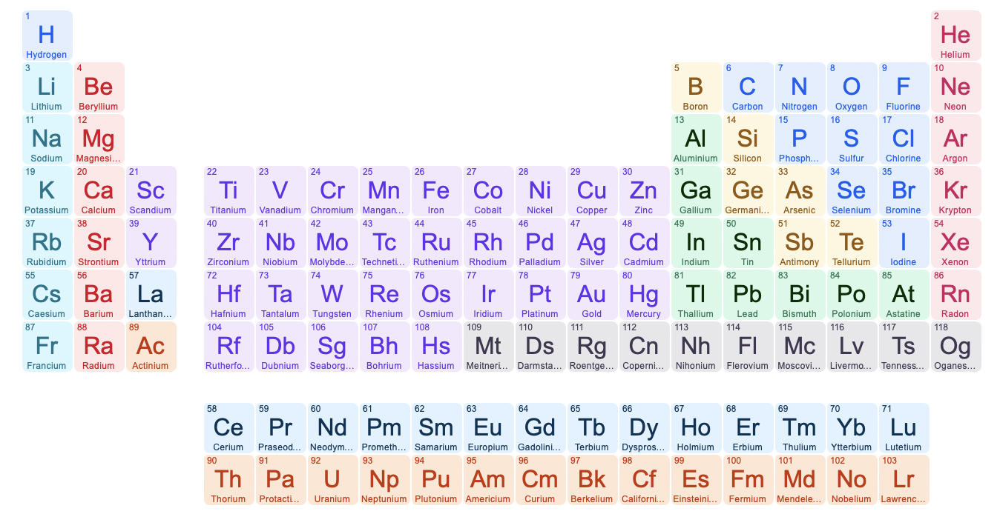 1 2
H He
Hydrogen Helium
3 4 5 6 7 8 9 10
Li Be B C N O F Ne
Lithium Beryllium Boron Carbon Nitrogen Oxygen Fluorine Neon
11 12 13 14 15 16 17 18
Na Mg Al Si P S Cl Ar
Sodium Magnesi... Aluminium Silicon Phosph... Sulfur Chlorine Argon
19 20 21 22 23 24 25 26 27 28 29 30 31 32 33 34 35 36
K Ca Sc Ti V Cr Mn Fe Co Ni Cu Zn Ga Ge As Se Br Kr
Potassium Calcium Scandium Titanium Vanadium Chromium Mangan... Iron Cobalt Nickel Copper Zinc Gallium Germani... Arsenic Selenium Bromine Krypton
37 38 39 40 41 42 43 44 45 46 47 48 49 50 51 52 53 54
Rb Sr Y Zr Nb Mo Tc Ru Rh Pd Ag Cd In Sn Sb Te I Xe
Rubidium Strontium Yttrium Zirconium Niobium Molybde... Techneti... Ruthenium Rhodium Palladium Silver Cadmium Indium Tin Antimony Tellurium Iodine Xenon
55 56 57 72 73 74 75 76 77 78 79 80 81 82 83 84 85 86
Cs Ba La Hf Ta W Re Os Ir Pt Au Hg Tl Pb Bi Po At Rn
Caesium Barium Lanthan... Hafnium Tantalum Tungsten Rhenium Osmium Iridium Platinum Gold Mercury Thallium Lead Bismuth Polonium Astatine Radon
87 88 89 104 105 106 107 108 109 110 111 112 113 114 115 116 117 118
Fr Ra Ac Rf Db Sg Bh Hs Mt Ds Rg Cn Nh Fl Mc Lv Ts Og
Francium Radium Actinium Rutherfo... Dubnium Seaborg... Bohrium Hassium Meitneri... Darmsta... Roentge... Coperni... Nihonium Flerovium Moscovi... Livermo... Tenness... Oganes...
58 59 60 61 62 63 64 65 66 67 68 69 70 71
Ce Pr Nd Pm Sm Eu Gd Tb Dy Ho Er Tm Yb Lu
Cerium Praseod... Neodym... Prometh... Samarium Europium Gadolini... Terbium Dyspros... Holmium Erbium Thulium Ytterbium Lutetium
90 91 92 93 94 95 96 97 98 99 100 101 102 103
Th Pa U Np Pu Am Cm Bk Cf Es Fm Md No Lr
Thorium Protacti... Uranium Neptunium Plutonium Americium Curium Berkelium Californi... Einsteini... Fermium Mendele... Nobelium Lawrenc...